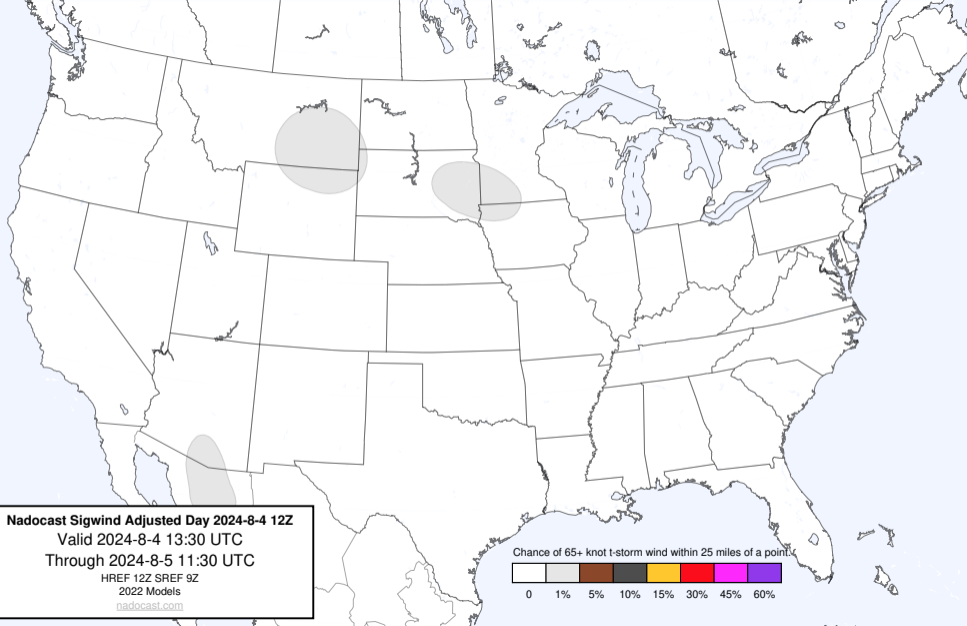 Nadocast Sigwind Adjusted Day 2024-8-4 12Z
Valid 2024-8-4 13:30 UTC
Through 2024-8-5 11:30 UTC
HREF 12Z SREF 9Z
2022 Models
nadocast.com
Chance of 65+ knot t-storm wind within 25 miles of a point.
0 1% 5% 10% 15% 30% 45% 60%